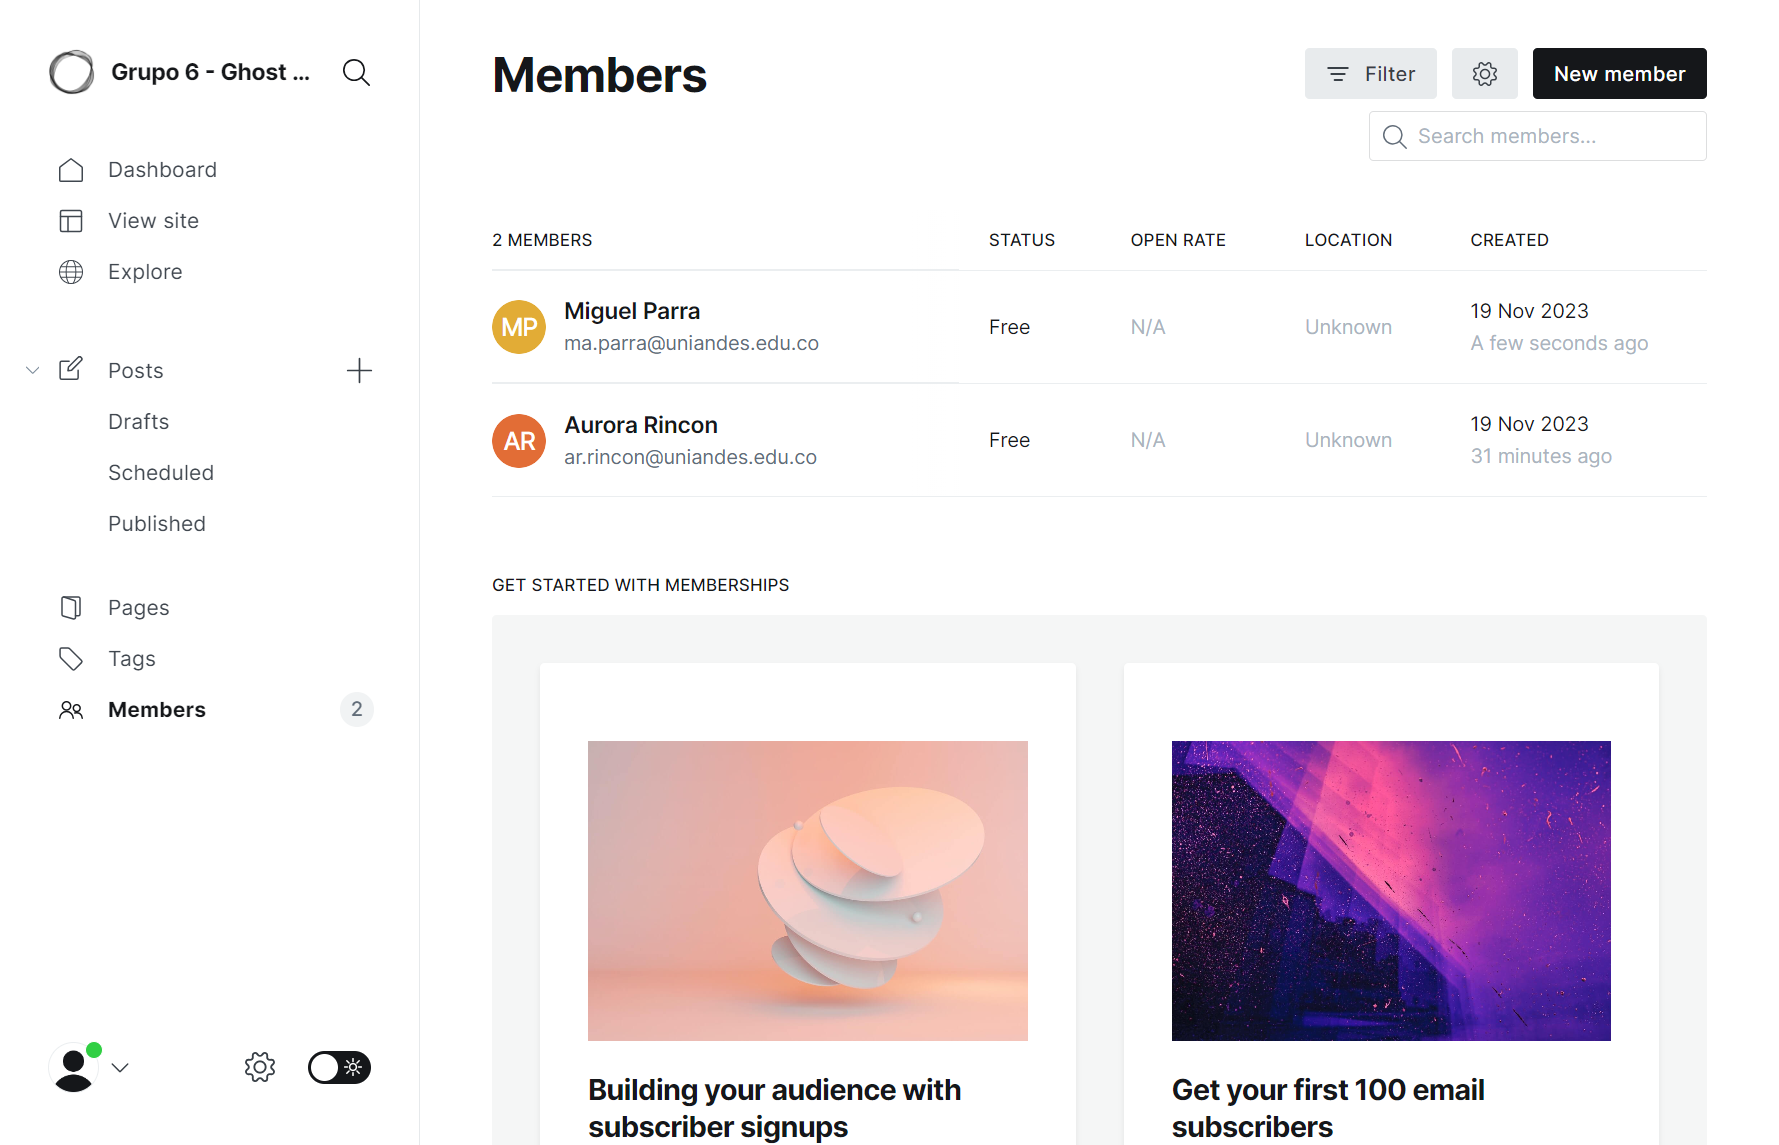 Grupo 6 - Ghost ...
Dashboard
View site
Explore
Posts
Drafts
Scheduled
Published
Pages
Tags
Members
2
Members
Filter
New member
Search members...
2 MEMBERS STATUS OPEN RATE LOCATION CREATED
MP
Miguel Parra
ma.parra@uniandes.edu.co
Free
N/A
Unknown
19 Nov 2023
A few seconds ago
AR
Aurora Rincon
ar.rincon@uniandes.edu.co
Free
N/A
Unknown
19 Nov 2023
31 minutes ago
GET STARTED WITH MEMBERSHIPS
Building your audience with
subscriber signups
Get your first 100 email
subscribers